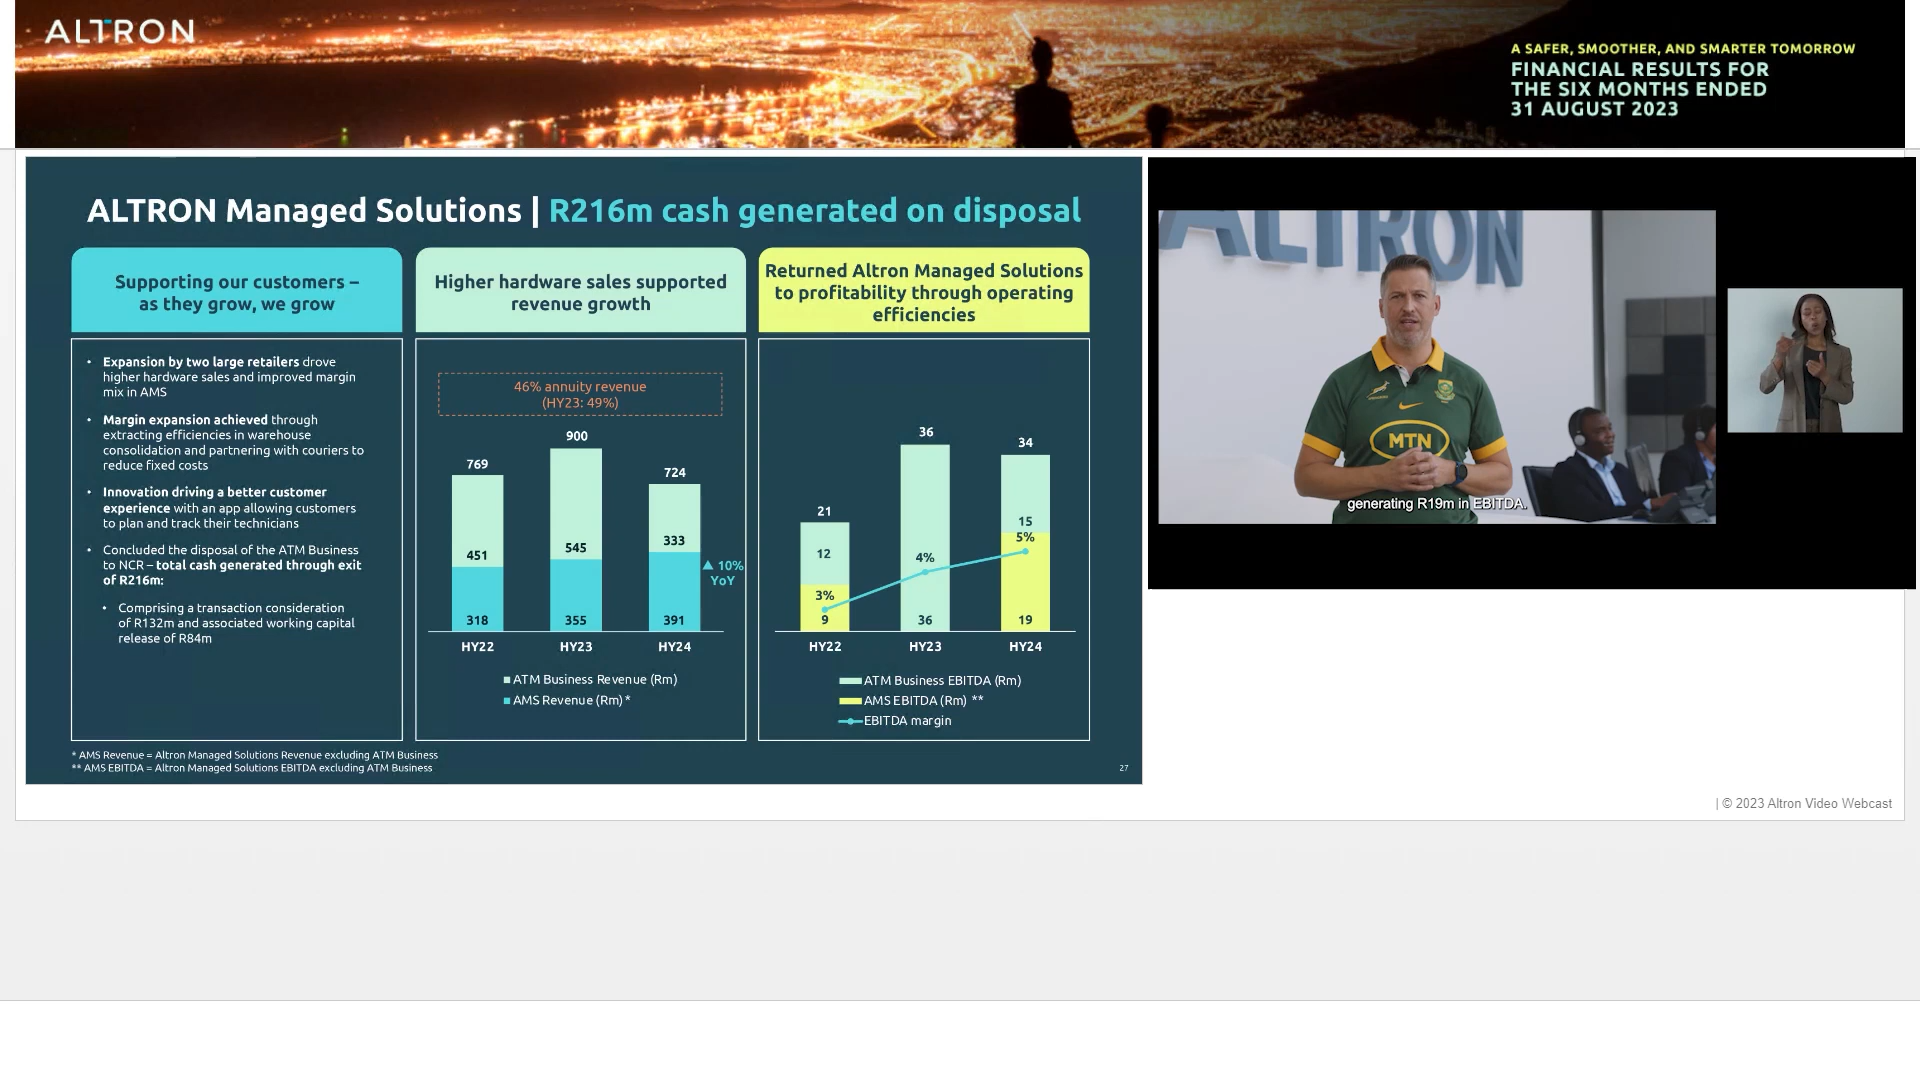 ALTRON
A SAFER, SMOOTHER, AND SMARTER TOMORROW
FINANCIAL RESULTS FOR
THE SIX MONTHS ENDED
31 AUGUST 2023
ALTRON Managed Solutions | R216m cash generated on disposal
Supporting our customers –
as they grow, we grow
• Expansion by two large retailers drove
higher hardware sales and improved margin
mix in AMS
• Margin expansion achieved through
extracting efficiencies in warehouse
consolidation and partnering with couriers to
reduce fixed costs
• Innovation driving a better customer
experience with an app allowing customers
to plan and track their technicians
• Concluded the disposal of the ATM Business
to NCR – total cash generated through exit
of R216m:
• Comprising a transaction consideration
of R132m and associated working capital
release of R84m
Higher hardware sales supported
revenue growth
46% annuity revenue
(HY23: 49%)
900
769
724
451
545
333
▲ 10%
YoY
318
355
391
HY22
HY23
HY24
ATM Business Revenue (Rm)
AMS Revenue (Rm)*
Returned Altron Managed Solutions
to profitability through operating
efficiencies
36
34
21
15
5%
12
4%
3%
9
36
19
HY22
HY23
HY24
ATM Business EBITDA (Rm)
AMS EBITDA (Rm) **
EBITDA margin
* AMS Revenue = Altron Managed Solutions Revenue excluding ATM Business
** AMS EBITDA = Altron Managed Solutions EBITDA excluding ATM Business
27
ALTRON
MTN
generating R19m in EBITDA.
| © 2023 Altron Video Webcast